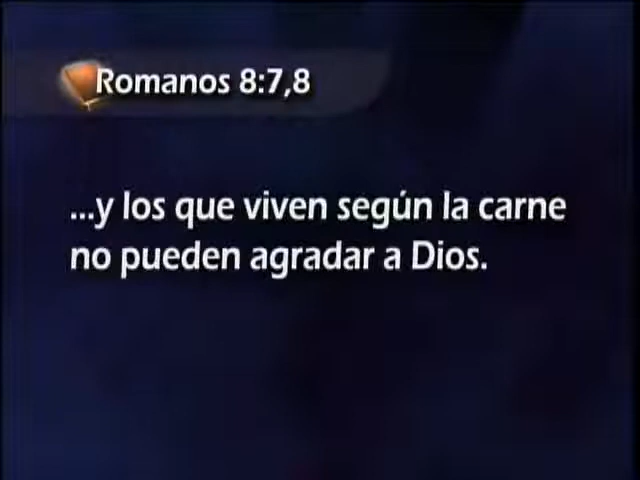 Romanos 8:7,8
...y los que viven según la carne
no pueden agradar a Dios.